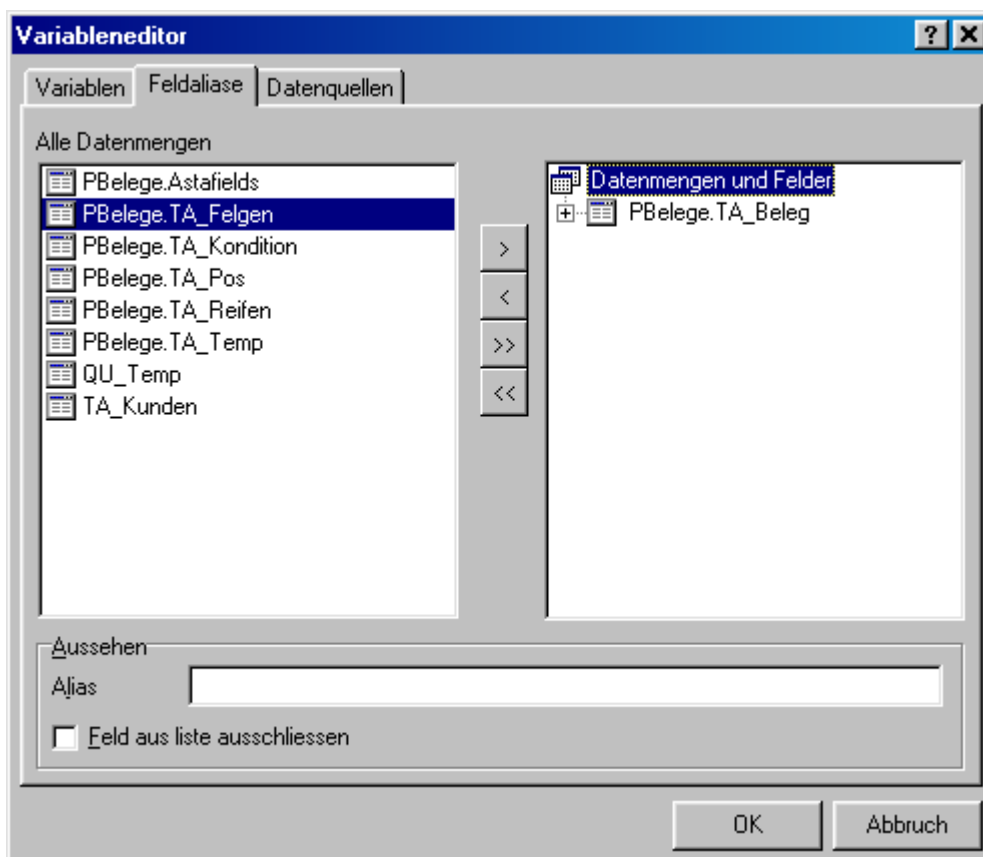 Variableneditor
Variablen Feldaliase Datenquellen
Alle Datenmengen
PBelege.Astafields
PBelege.TA_Felgen
PBelege.TA_Kondition
PBelege.TA_Pos
PBelege.TA_Reifen
PBelege.TA_Temp
QU_Temp
TA_Kunden
>
<
>>
<<
Datenmengen und Felder
PBelege.TA_Beleg
Aussehen
Alias
Feld aus liste ausschliessen
OK Abbruch